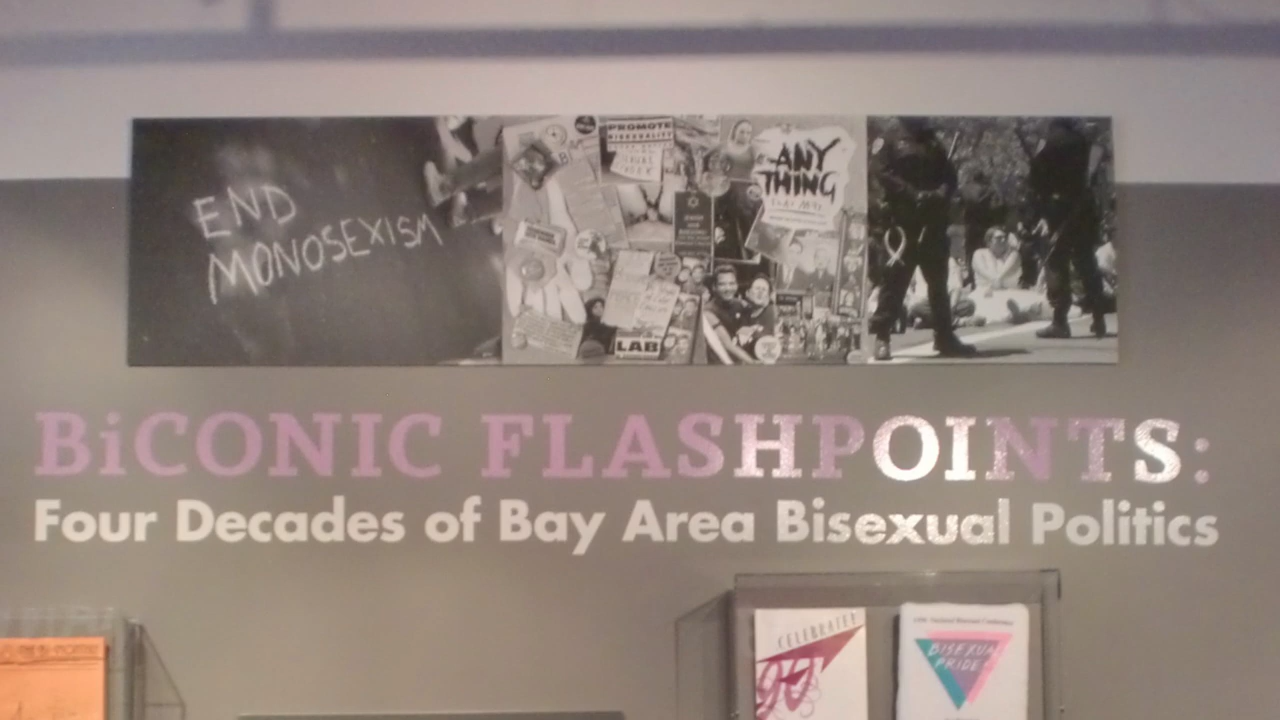 END
MONOSEXISM
PROMOTE
BISEXUALITY
ANY
THING
LAB
BiCONIC FLASHPOINTS:
Four Decades of Bay Area Bisexual Politics
CELEBRATE!
90
BISEXUAL
PRIDE